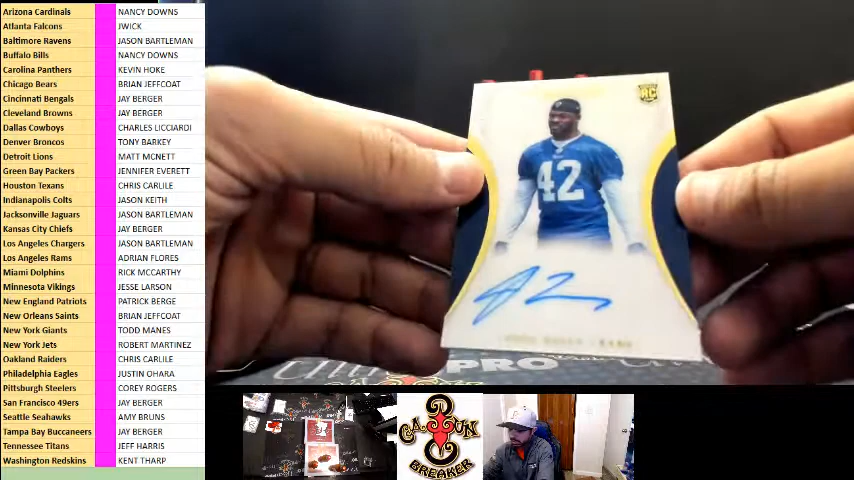 Arizona Cardinals NANCY DOWNS
Atlanta Falcons JWICK
Baltimore Ravens JASON BARTLEMAN
Buffalo Bills NANCY DOWNS
Carolina Panthers KEVIN HOKE
Chicago Bears BRIAN JEFFCOAT
Cincinnati Bengals JAY BERGER
Cleveland Browns JAY BERGER
Dallas Cowboys CHARLES LICCIARDI
Denver Broncos TONY BARKEY
Detroit Lions MATT MCNETT
Green Bay Packers JENNIFER EVERETT
Houston Texans CHRIS CARLILE
Indianapolis Colts JASON KEITH
Jacksonville Jaguars JASON BARTLEMAN
Kansas City Chiefs JAY BERGER
Los Angeles Chargers JASON BARTLEMAN
Los Angeles Rams ADRIAN FLORES
Miami Dolphins RICK MCCARTHY
Minnesota Vikings JESSE LARSON
New England Patriots PATRICK BERGE
New Orleans Saints BRIAN JEFFCOAT
New York Giants TODD MANES
New York Jets ROBERT MARTINEZ
Oakland Raiders CHRIS CARLILE
Philadelphia Eagles JUSTIN OHARA
Pittsburgh Steelers COREY ROGERS
San Francisco 49ers JAY BERGER
Seattle Seahawks AMY BRUNS
Tampa Bay Buccaneers JAY BERGER
Tennessee Titans JEFF HARRIS
Washington Redskins KENT THARP
RC
42
PRO
CAJUN
BREAKER